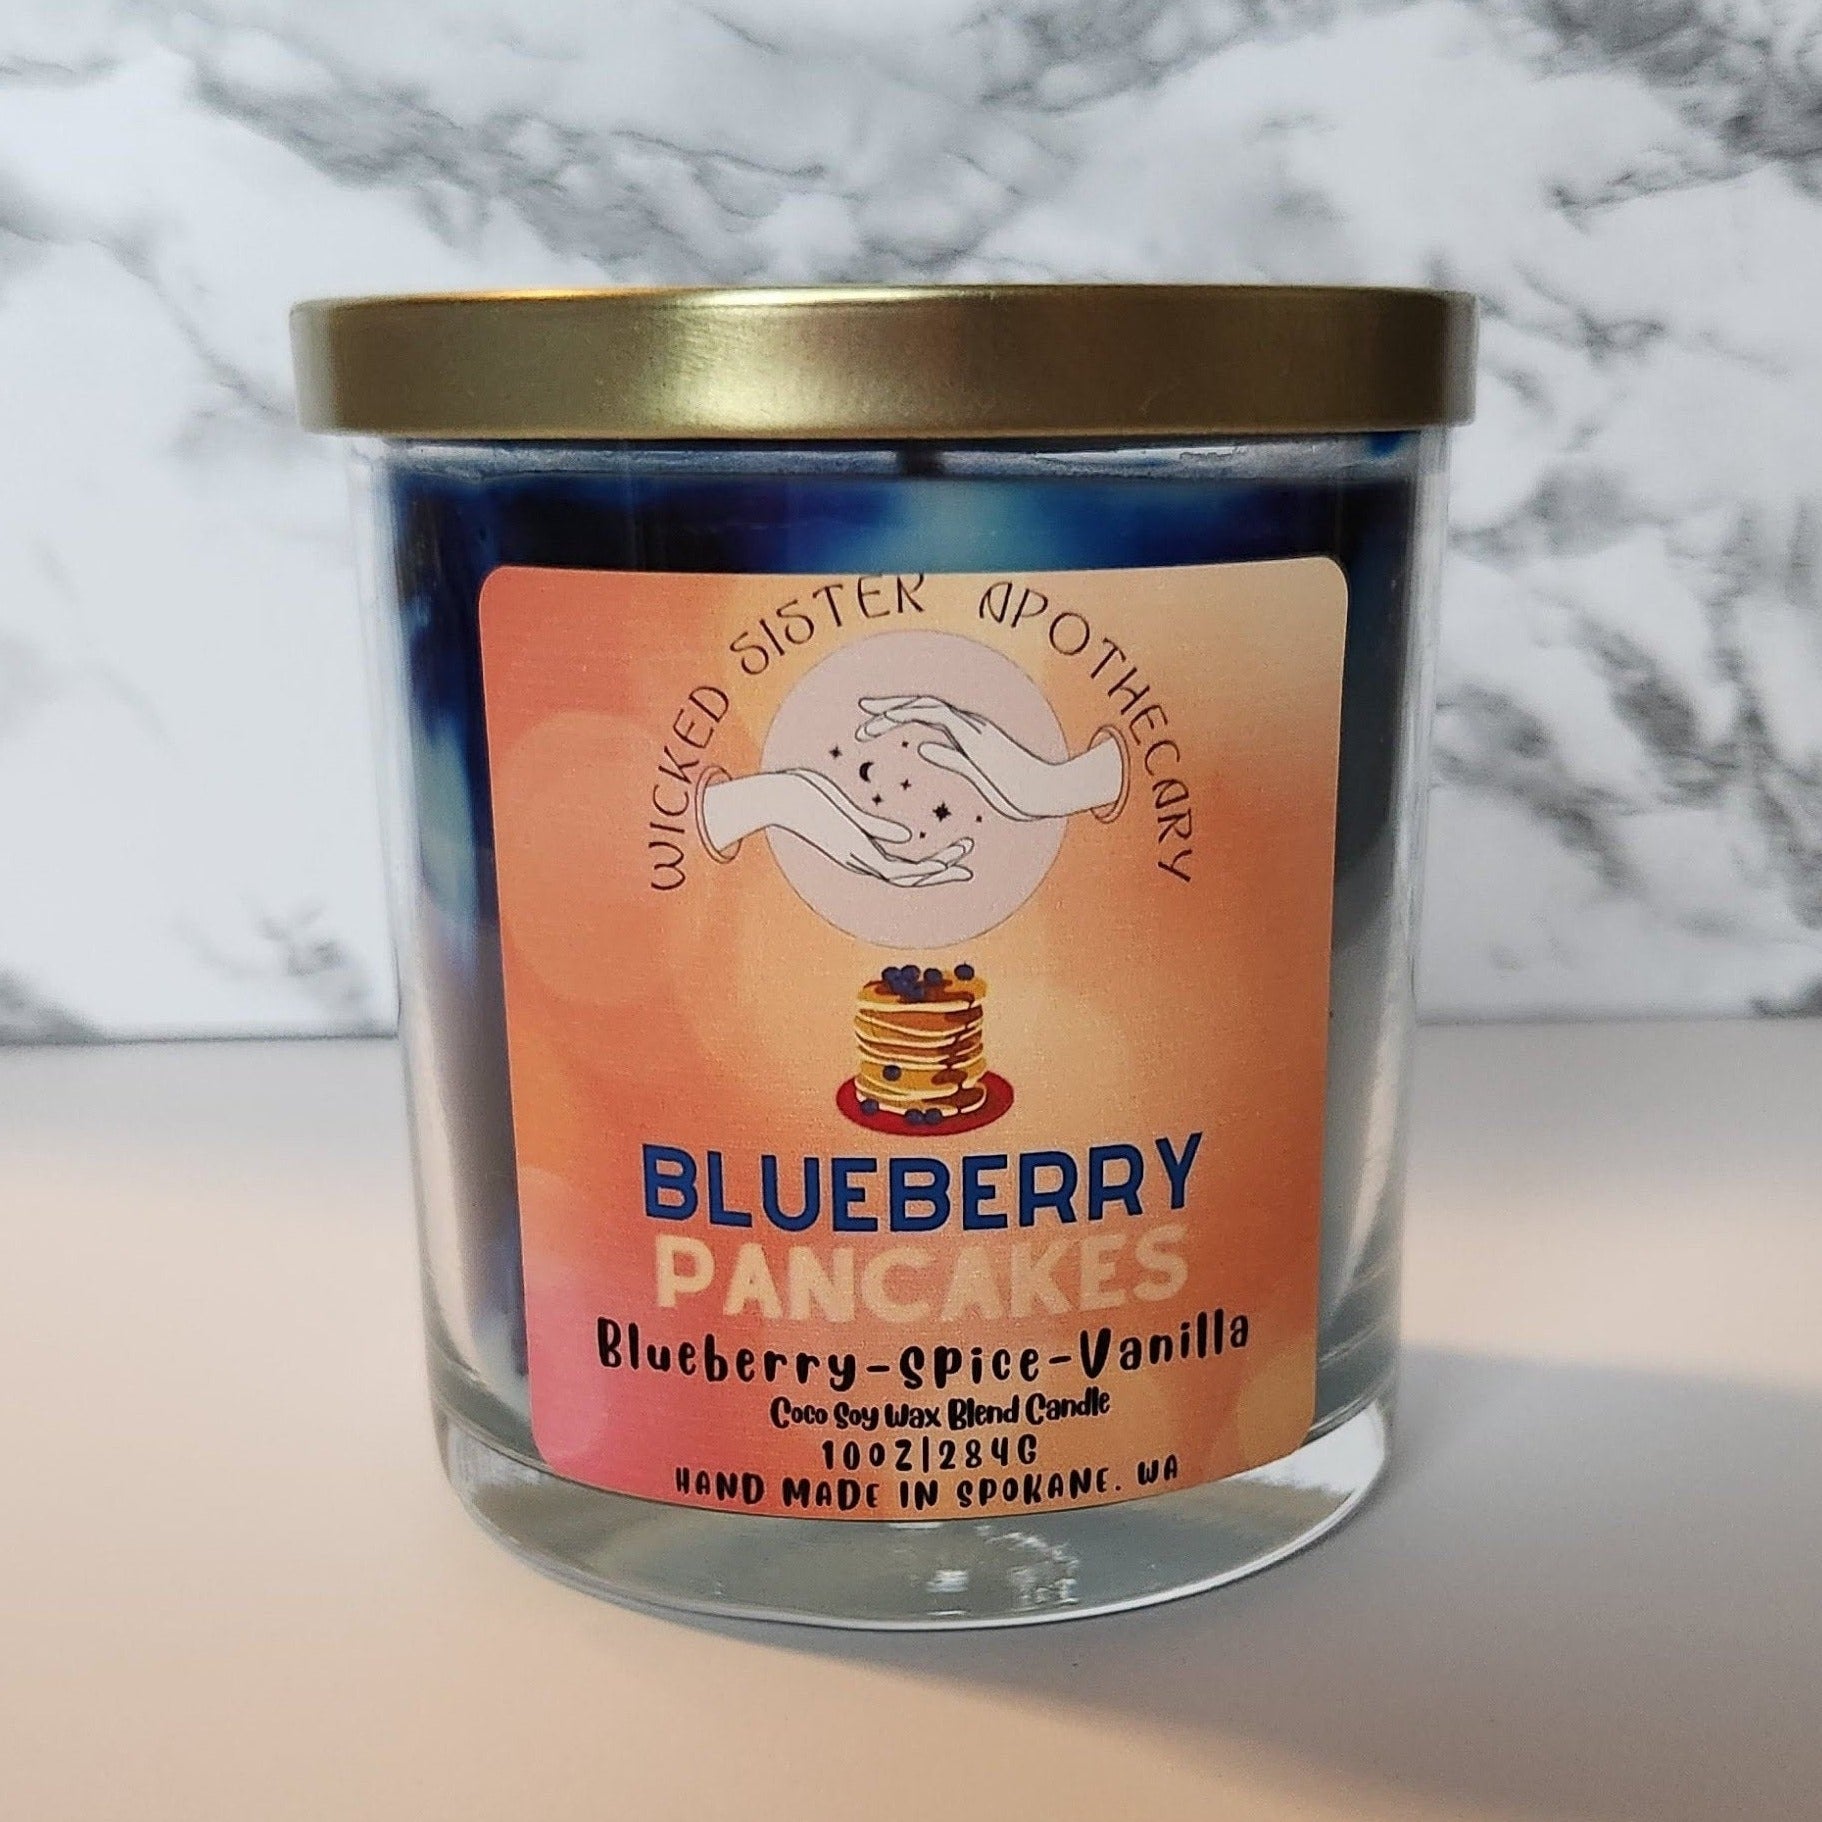 WICKED SISTER APOTHECARY
BLUEBERRY
PANCAKES
Blueberry-Spice-Vanilla
Coco Soy Wax Blend Candle
10OZ|284G
HAND MADE IN SPOKANE. WA